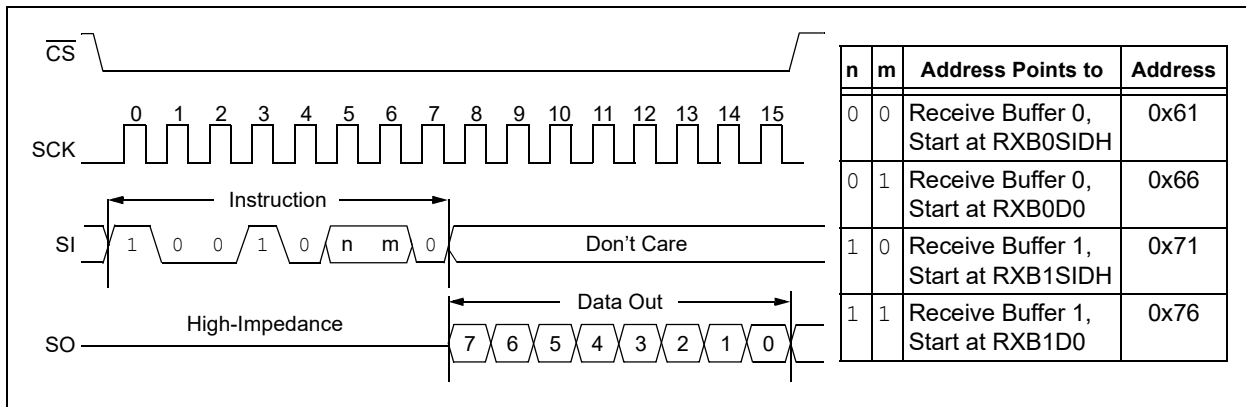 CS
0 1 2 3 4 5 6 7 8 9 10 11 12 13 14 15
SCK
Instruction
SI 1 0 0 1 0 n m 0 Don't Care
Data Out
High-Impedance
SO 7 6 5 4 3 2 1 0
n m Address Points to Address
0 0 Receive Buffer 0, 0x61
Start at RXB0SIDH
0 1 Receive Buffer 0, 0x66
Start at RXB0D0
1 0 Receive Buffer 1, 0x71
Start at RXB1SIDH
1 1 Receive Buffer 1, 0x76
Start at RXB1D0